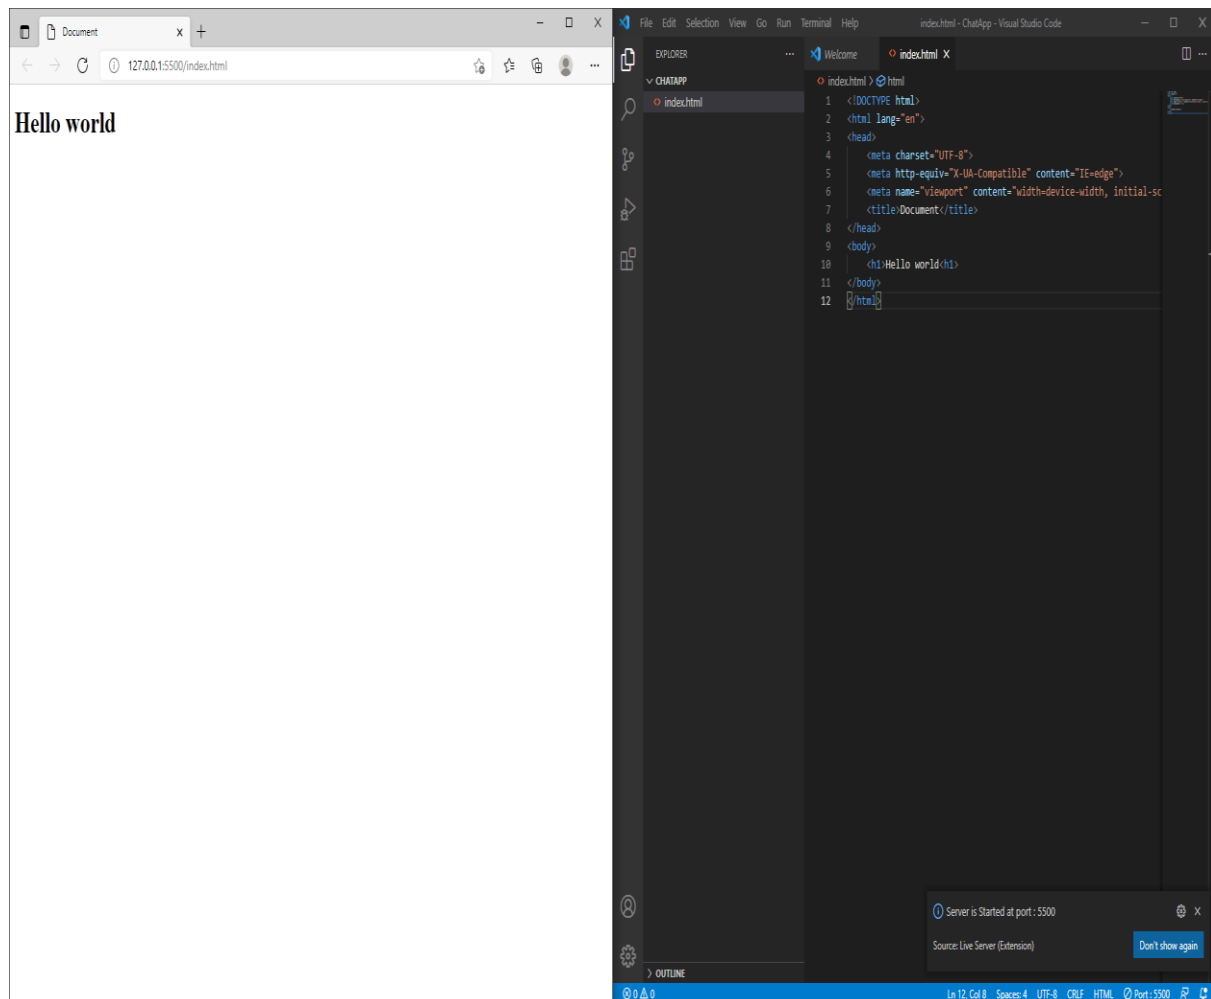 Document
127.0.0.1:5500/index.html
Hello world
File Edit Selection View Go Run Terminal Help
index.html - ChatApp - Visual Studio Code
EXPLORER
CHATAPP
index.html
OUTLINE
Welcome
index.html
index.html > html
1 <!DOCTYPE html>
2 <html lang="en">
3 <head>
4 <meta charset="UTF-8">
5 <meta http-equiv="X-UA-Compatible" content="IE=edge">
6 <meta name="viewport" content="width=device-width, initial-sc
7 <title>Document</title>
8 </head>
9 <body>
10 <h1>Hello world<h1>
11 </body>
12 </html>
Server is Started at port : 5500
Source: Live Server (Extension)
Don't show again
0 0
Ln 12, Col 8 Spaces: 4 UTF-8 CRLF HTML Port : 5500